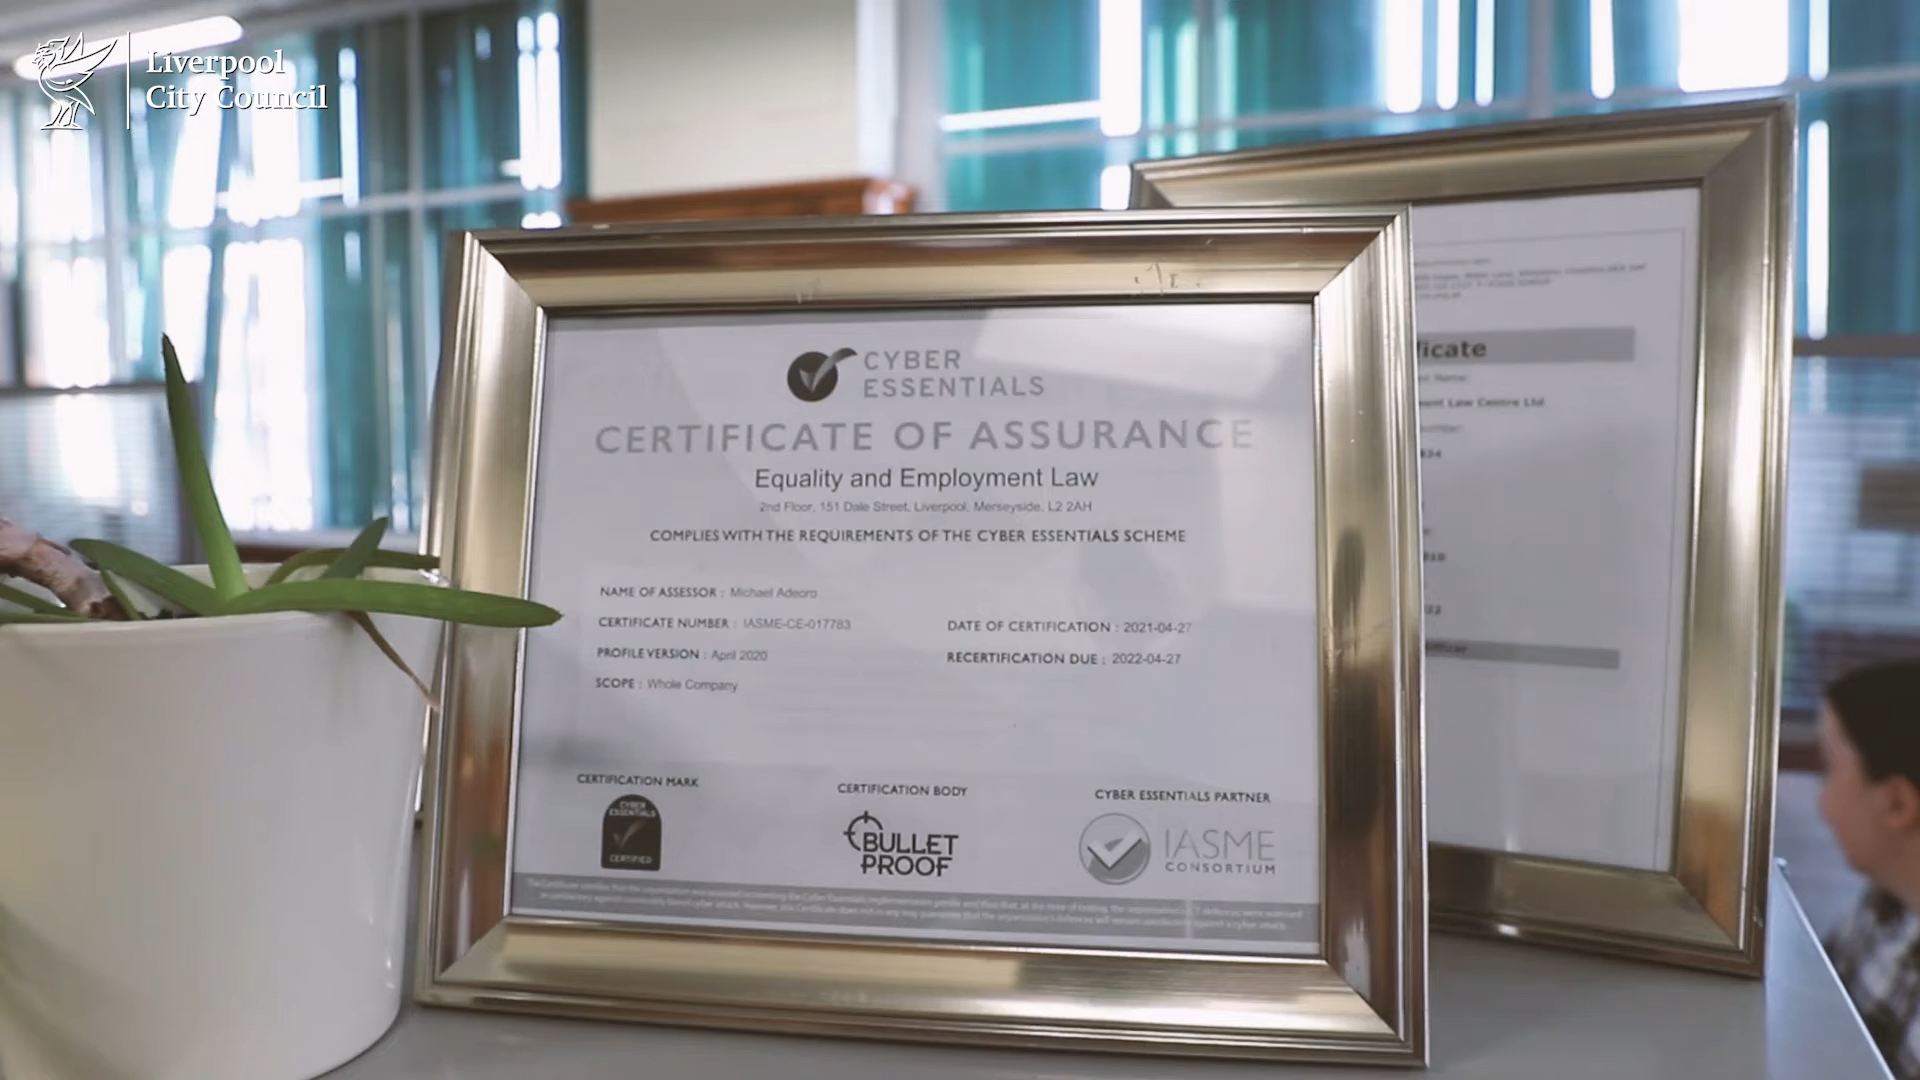 Liverpool
City Council
CYBER
ESSENTIALS
CERTIFICATE OF ASSURANCE
Equality and Employment Law
2nd Floor, 151 Dale Street, Liverpool, Merseyside, L2 2AH
COMPLIES WITH THE REQUIREMENTS OF THE CYBER ESSENTIALS SCHEME
NAME OF ASSESSOR : Michael Adeoro
CERTIFICATE NUMBER : IASME-CE-017783
PROFILE VERSION : April 2020
SCOPE : Whole Company
DATE OF CERTIFICATION : 2021-04-27
RECERTIFICATION DUE : 2022-04-27
CERTIFICATION MARK
CYBER
ESSENTIALS
CERTIFIED
CERTIFICATION BODY
BULLET
PROOF
CYBER ESSENTIALS PARTNER
IASME
CONSORTIUM
ficate
Law Centre Ltd